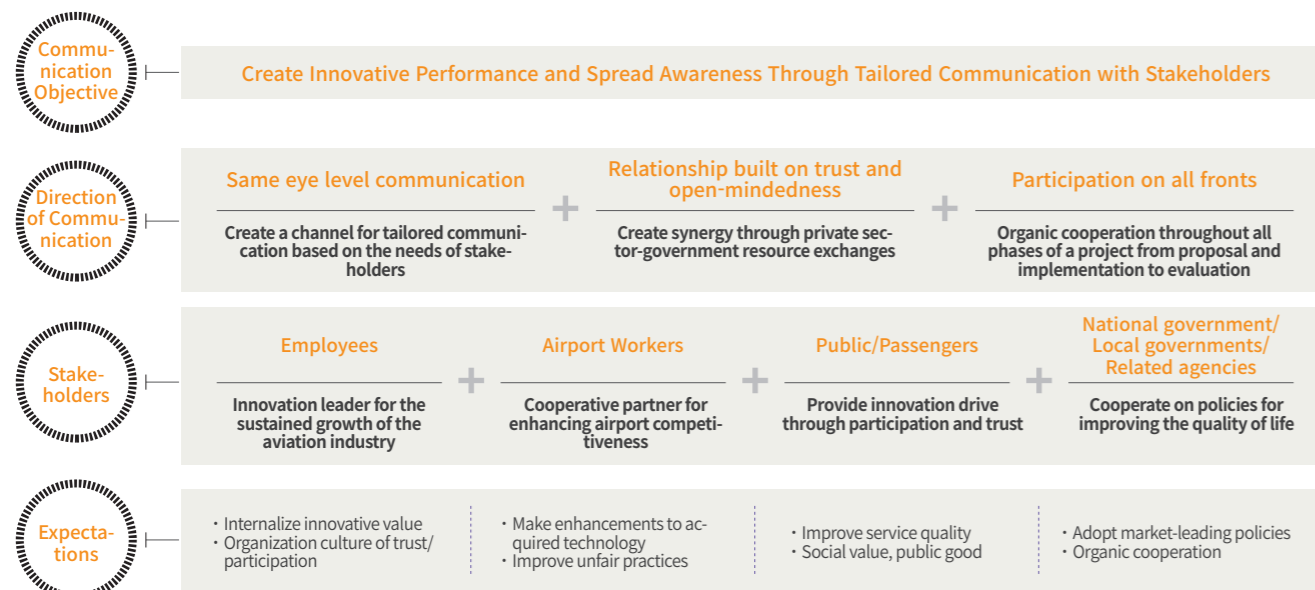 Commu-
nication
Objective
Create Innovative Performance and Spread Awareness Through Tailored Communication with Stakeholders
Direction
of Commu-
nication
Same eye level communication
Create a channel for tailored communi-
cation based on the needs of stake-
holders
+
Relationship built on trust and
open-mindedness
Create synergy through private sec-
tor-government resource exchanges
+
Participation on all fronts
Organic cooperation throughout all
phases of a project from proposal and
implementation to evaluation
Stake-
holders
Employees
Innovation leader for the
sustained growth of the
aviation industry
+
Airport Workers
Cooperative partner for
enhancing airport competi-
tiveness
+
Public/Passengers
Provide innovation drive
through participation and trust
+
National government/
Local governments/
Related agencies
Cooperate on policies for
improving the quality of life
Expecta-
tions
· Internalize innovative value
· Organization culture of trust/
participation
· Make enhancements to ac-
quired technology
· Improve unfair practices
· Improve service quality
· Social value, public good
· Adopt market-leading policies
· Organic cooperation